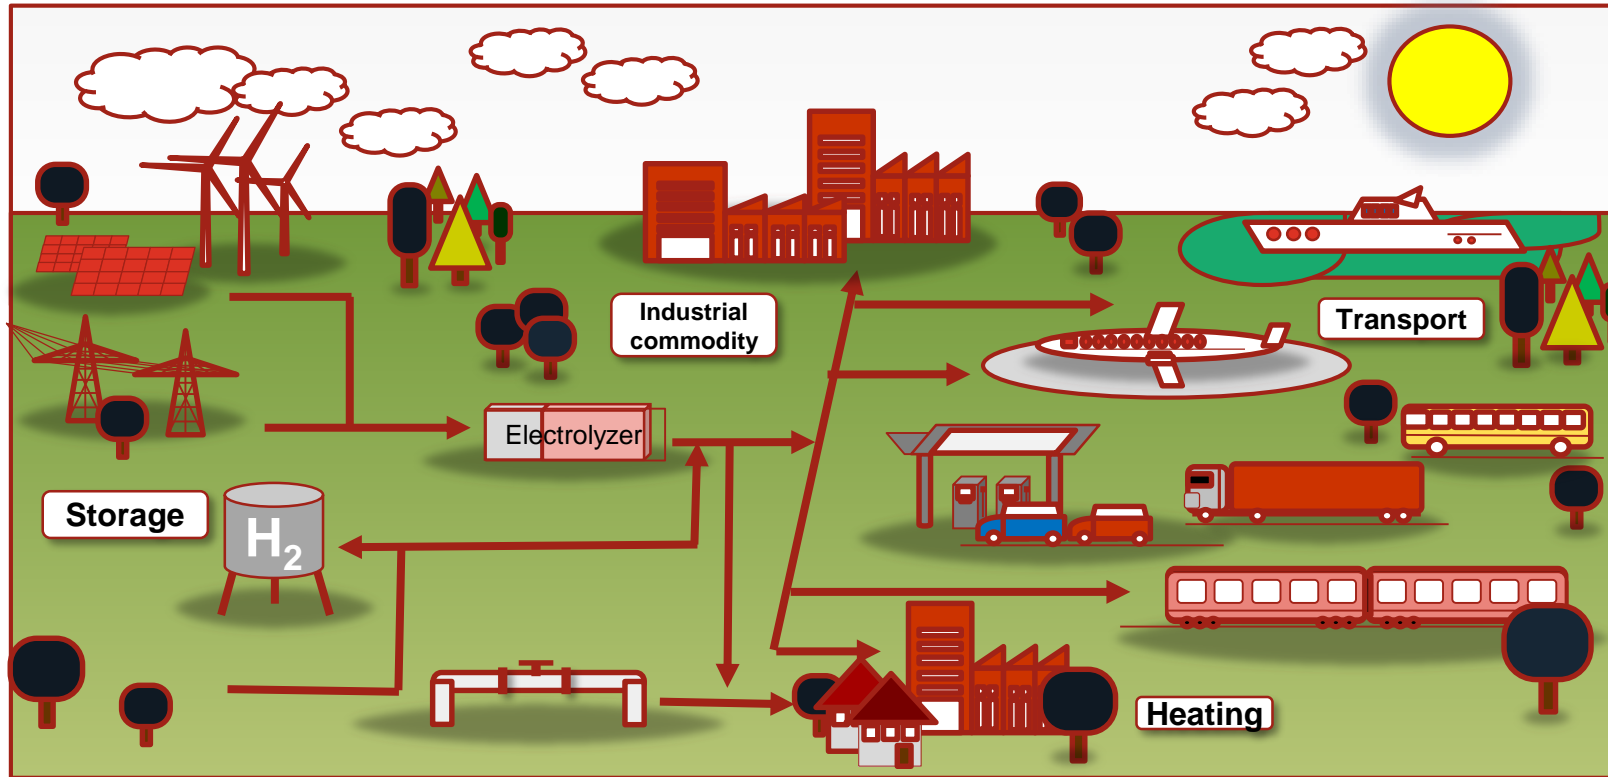 Industrial
commodity
Transport
Electrolyzer
Storage
H2
Heating